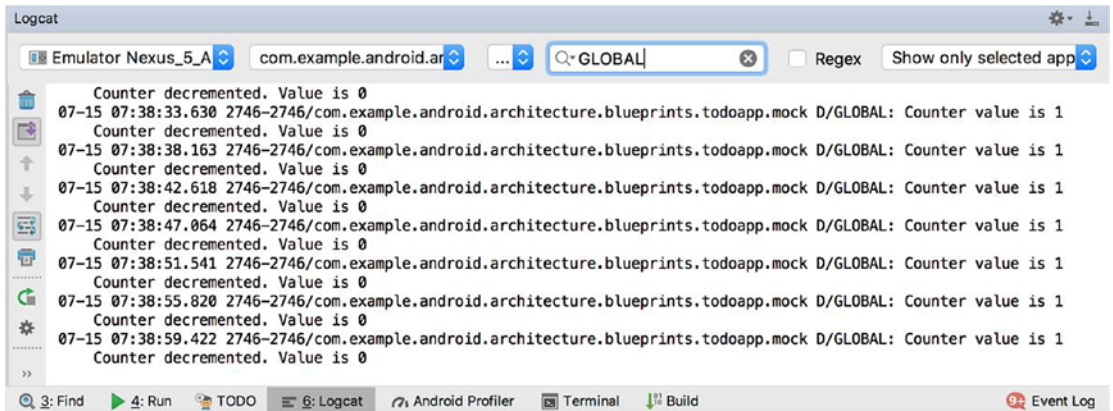 Logcat
Emulator Nexus_5_A com.example.android.ar ... GLOBAL Regex Show only selected app
Counter decremented. Value is 0
07-15 07:38:33.630 2746-2746/com.example.android.architecture.blueprints.todoapp.mock D/GLOBAL: Counter value is 1
Counter decremented. Value is 0
07-15 07:38:38.163 2746-2746/com.example.android.architecture.blueprints.todoapp.mock D/GLOBAL: Counter value is 1
Counter decremented. Value is 0
07-15 07:38:42.618 2746-2746/com.example.android.architecture.blueprints.todoapp.mock D/GLOBAL: Counter value is 1
Counter decremented. Value is 0
07-15 07:38:47.064 2746-2746/com.example.android.architecture.blueprints.todoapp.mock D/GLOBAL: Counter value is 1
Counter decremented. Value is 0
07-15 07:38:51.541 2746-2746/com.example.android.architecture.blueprints.todoapp.mock D/GLOBAL: Counter value is 1
Counter decremented. Value is 0
07-15 07:38:55.820 2746-2746/com.example.android.architecture.blueprints.todoapp.mock D/GLOBAL: Counter value is 1
Counter decremented. Value is 0
07-15 07:38:59.422 2746-2746/com.example.android.architecture.blueprints.todoapp.mock D/GLOBAL: Counter value is 1
Counter decremented. Value is 0
3: Find 4: Run TODO 6: Logcat Android Profiler Terminal Build 9+ Event Log